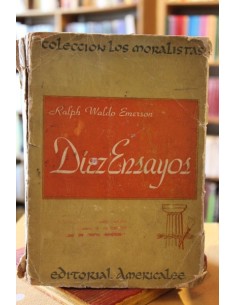 COLECCION LOS MORALISTAS
Ralph Waldo Emerson
Diez Ensayos
EDITORIAL AMERICALEE